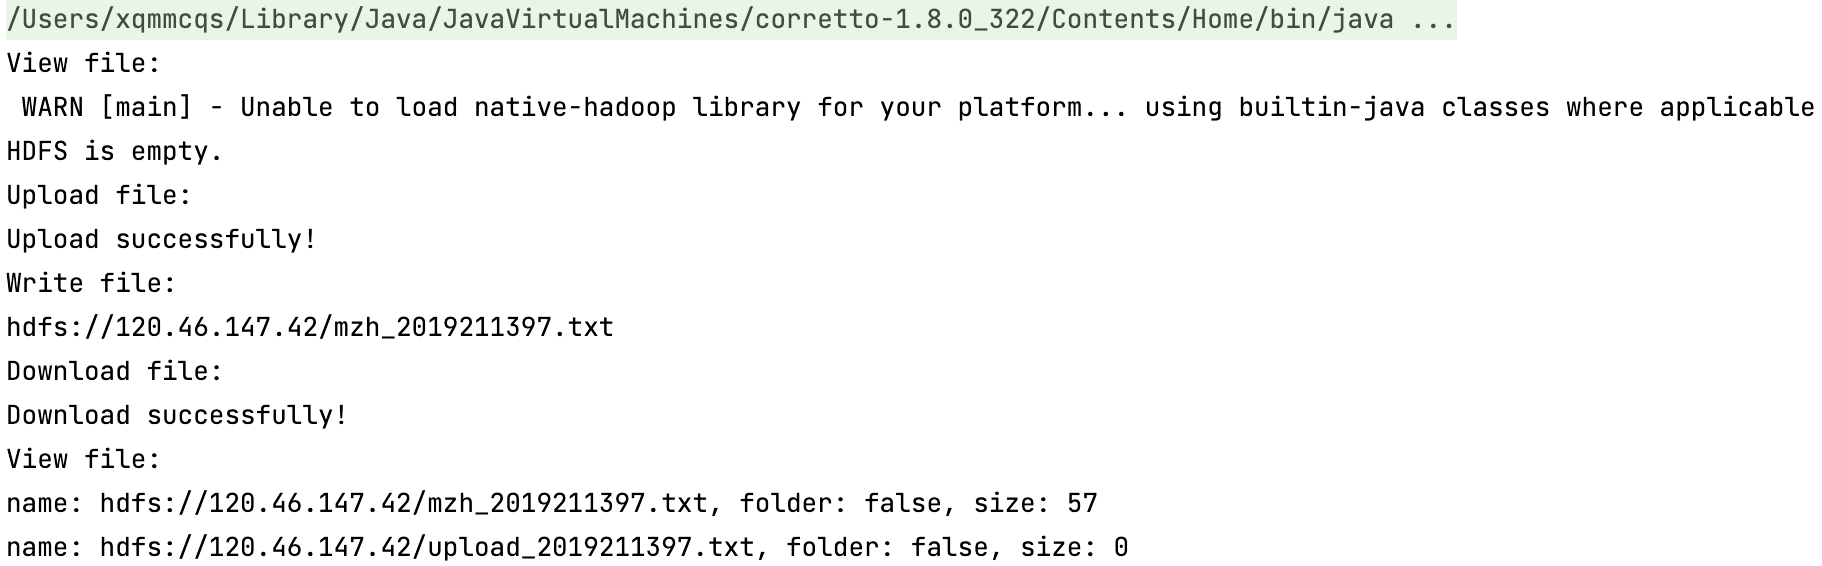 /Users/xqmmcqs/Library/Java/JavaVirtualMachines/corretto-1.8.0_322/Contents/Home/bin/java ...
View file:
 WARN [main] - Unable to load native-hadoop library for your platform... using builtin-java classes where applicable
HDFS is empty.
Upload file:
Upload successfully!
Write file:
hdfs://120.46.147.42/mzh_2019211397.txt
Download file:
Download successfully!
View file:
name: hdfs://120.46.147.42/mzh_2019211397.txt, folder: false, size: 57
name: hdfs://120.46.147.42/upload_2019211397.txt, folder: false, size: 0